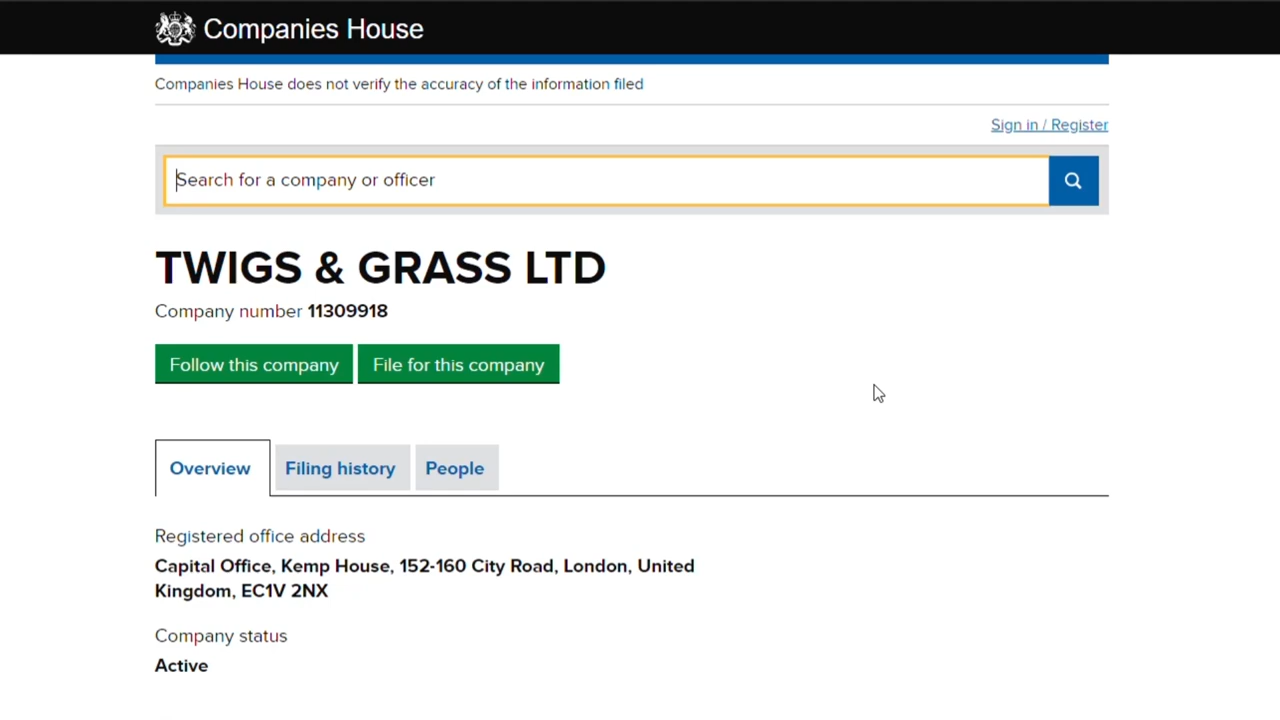 Companies House
Companies House does not verify the accuracy of the information filed
Sign in / Register
Search for a company or officer
TWIGS & GRASS LTD
Company number 11309918
Follow this company File for this company
Overview Filing history People
Registered office address
Capital Office, Kemp House, 152-160 City Road, London, United
Kingdom, EC1V 2NX
Company status
Active